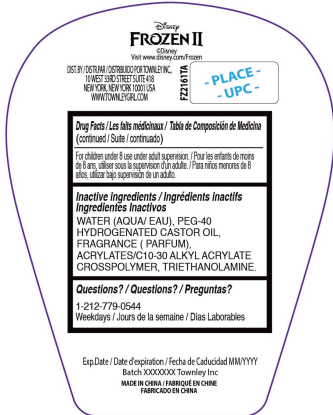 Disney
FROZEN II
©Disney
Visit www.disney.com/Frozen
DIST. BY / DISTR.PAR / DISTRIBUIDO POR TOWNLEY INC.,
10 WEST 33RD STREET SUITE 418
NEW YORK, NEW YORK 10001 USA
WWW.TOWNLEYGIRL.COM
FZ2161TA
- PLACE -
- UPC -
Drug Facts / Les faits médicinaux / Tabla de Composición de Medicina
(continued / Suite / continuado)
For children under 8 use under adult supervision. / Pour les enfants de moins
de 8 ans, utiliser sous la supervision d'un adulte. / Para niños menores de 8
años, utilizar bajo supervisión de un adulto.
Inactive Ingredients / Ingrédients inactifs
Ingredientes Inactivos
WATER (AQUA/ EAU), PEG-40
HYDROGENATED CASTOR OIL,
FRAGRANCE ( PARFUM),
ACRYLATES/C10-30 ALKYL ACRYLATE
CROSSPOLYMER, TRIETHANOLAMINE.
Questions? / Questions? / Preguntas?
1-212-779-0544
Weekdays / Jours de la semaine / Días Laborables
Exp.Date / Date d'expiration / Fecha de Caducidad MM/YYYY
Batch XXXXXXX Townley Inc
MADE IN CHINA / FABRIQUÉ EN CHINE
FABRICADO EN CHINA